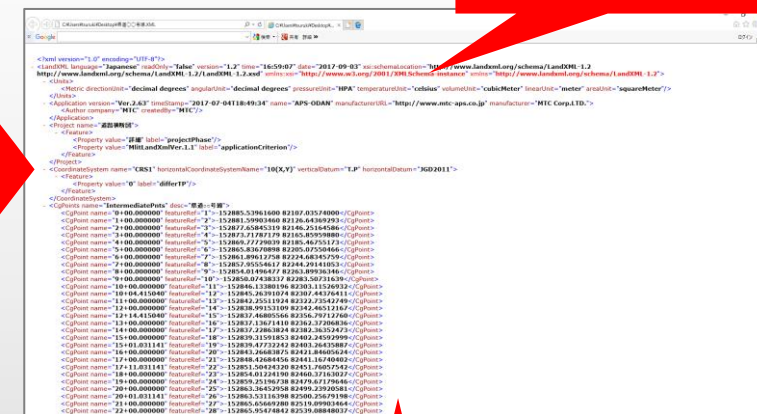 Google
<?xml version="1.0" encoding="UTF-8"?>
- <LandXML language="Japanese" readOnly="false" version="1.2" time="16:59:07" date="2017-09-03" xsi:schemaLocation="http://www.landxml.org/schema/LandXML-1.2
http://www.landxml.org/schema/LandXML-1.2/LandXML-1.2.xsd" xmlns:xsi="http://www.w3.org/2001/XMLSchema-instance" xmlns="http://www.landxml.org/schema/LandXML-1.2">
- <Units>
<Metric directionUnit="decimal degrees" angularUnit="decimal degrees" pressureUnit="HPA" temperatureUnit="celsius" volumeUnit="cubicMeter" linearUnit="meter" areaUnit="squareMeter"/>
</Units>
- <Application version="Ver.2.63" timeStamp="2017-07-04T18:49:34" name="APS-ODAN" manufacturerURL="http://www.mtc-aps.co.jp" manufacturer="MTC Corp.LTD.">
<Author company="MTC" createdBy="MTC"/>
</Application>
- <Project name="道路横断図">
- <Feature>
<Property value="詳細" label="projectPhase"/>
<Property value="MlitLandXmlVer.1.1" label="applicationCriterion"/>
</Feature>
</Project>
- <CoordinateSystem name="CRS1" horizontalCoordinateSystemName="10(X,Y)" verticalDatum="T.P" horizontalDatum="JGD2011">
- <Feature>
<Property value="0" label="differTP"/>
</Feature>
</CoordinateSystem>
- <CgPoints name="IntermediatePnts" desc="県道○○号線">
<CgPoint name="0+00.000000" featureRef="1">-152885.53961600 82107.03574000</CgPoint>
<CgPoint name="1+00.000000" featureRef="2">-152881.59903460 82126.64369293</CgPoint>
<CgPoint name="2+00.000000" featureRef="3">-152877.65845319 82146.25164586</CgPoint>
<CgPoint name="3+00.000000" featureRef="4">-152873.71787179 82165.85959880</CgPoint>
<CgPoint name="4+00.000000" featureRef="5">-152869.77729039 82185.46755173</CgPoint>
<CgPoint name="5+00.000000" featureRef="6">-152865.83670898 82205.07550466</CgPoint>
<CgPoint name="6+00.000000" featureRef="7">-152861.89612758 82224.68345759</CgPoint>
<CgPoint name="7+00.000000" featureRef="8">-152857.95554617 82244.29141053</CgPoint>
<CgPoint name="8+00.000000" featureRef="9">-152854.01496477 82263.89936346</CgPoint>
<CgPoint name="9+00.000000" featureRef="10">-152850.07438337 82283.50731639</CgPoint>
<CgPoint name="10+00.000000" featureRef="11">-152846.13380196 82303.11526932</CgPoint>
<CgPoint name="10+04.415040" featureRef="12">-152845.26391074 82307.44376411</CgPoint>
<CgPoint name="11+00.000000" featureRef="13">-152842.25511924 82322.73542749</CgPoint>
<CgPoint name="12+00.000000" featureRef="14">-152838.99153109 82342.46512167</CgPoint>
<CgPoint name="12+14.415040" featureRef="15">-152837.46805566 82356.79712760</CgPoint>
<CgPoint name="13+00.000000" featureRef="16">-152837.13671410 82362.37206836</CgPoint>
<CgPoint name="14+00.000000" featureRef="17">-152837.22863824 82382.36352473</CgPoint>
<CgPoint name="15+00.000000" featureRef="18">-152839.31591853 82402.24592999</CgPoint>
<CgPoint name="15+01.031141" featureRef="19">-152839.47732242 82403.26435887</CgPoint>
<CgPoint name="16+00.000000" featureRef="20">-152843.26683875 82421.84605624</CgPoint>
<CgPoint name="17+00.000000" featureRef="21">-152848.42684456 82441.16740402</CgPoint>
<CgPoint name="17+11.031141" featureRef="22">-152851.50424320 82451.76057542</CgPoint>
<CgPoint name="18+00.000000" featureRef="23">-152854.01224190 82460.37163027</CgPoint>
<CgPoint name="19+00.000000" featureRef="24">-152859.25196738 82479.67179646</CgPoint>
<CgPoint name="20+00.000000" featureRef="25">-152863.36452958 82499.23920581</CgPoint>
<CgPoint name="20+01.031141" featureRef="26">-152863.53116398 82500.25679198</CgPoint>
<CgPoint name="21+00.000000" featureRef="27">-152865.65669280 82519.09903464</CgPoint>
<CgPoint name="22+00.000000" featureRef="28">-152865.95474842 82539.08848037</CgPoint>